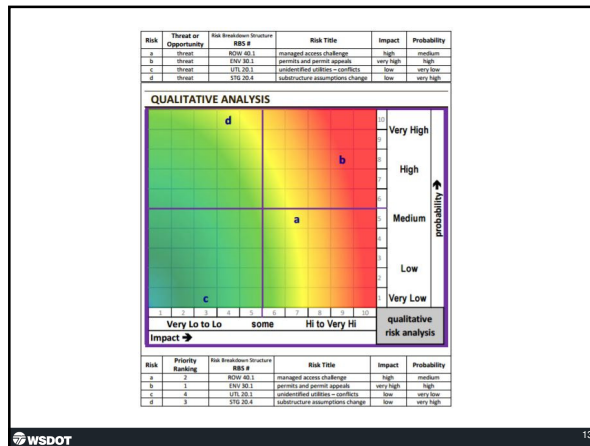 Risk Threat or Opportunity Risk Breakdown Structure RBS # Risk Title Impact Probability
a threat ROW 40.1 managed access challenge high medium
b threat ENV 30.1 permits and permit appeals very high high
c threat UTL 20.1 unidentified utilities – conflicts low very low
d threat STG 20.4 substructure assumptions change low very high
QUALITATIVE ANALYSIS
d
b
a
c
10
9
8
7
6
5
4
3
2
1
Very High
High
Medium
Low
Very Low
probability →
1 2 3 4 5 6 7 8 9 10
Very Lo to Lo some Hi to Very Hi
Impact →
qualitative
risk analysis
Risk Priority Ranking Risk Breakdown Structure RBS # Risk Title Impact Probability
a 2 ROW 40.1 managed access challenge high medium
b 1 ENV 30.1 permits and permit appeals very high high
c 4 UTL 20.1 unidentified utilities – conflicts low very low
d 3 STG 20.4 substructure assumptions change low very high
WSDOT
13